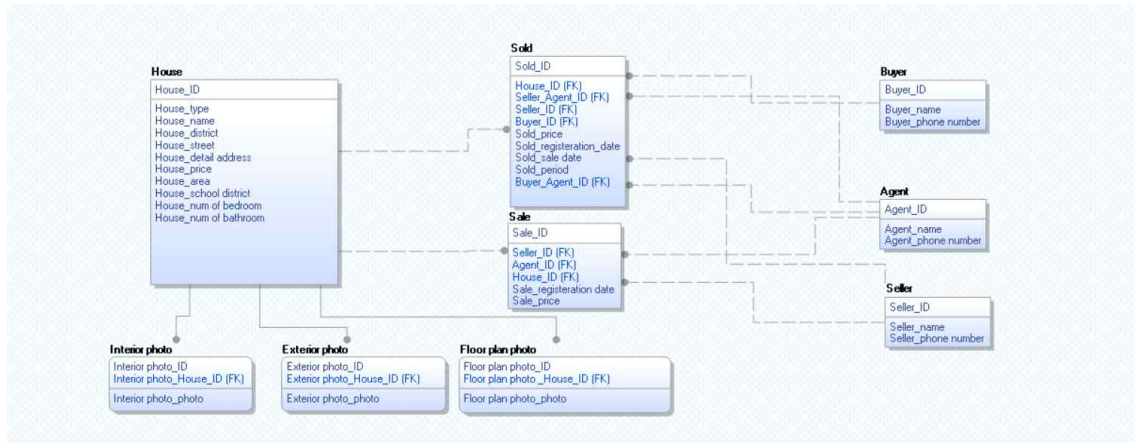 House
House_ID
House_type
House_name
House_district
House_street
House_detail address
House_price
House_area
House_school district
House_num of bedroom
House_num of bathroom
Sold
Sold_ID
House_ID (FK)
Seller_Agent_ID (FK)
Seller_ID (FK)
Buyer_ID (FK)
Sold_price
Sold_registeration_date
Sold_sale date
Sold_period
Buyer_Agent_ID (FK)
Sale
Sale_ID
Seller_ID (FK)
Agent_ID (FK)
House_ID (FK)
Sale_registeration date
Sale_price
Buyer
Buyer_ID
Buyer_name
Buyer_phone number
Agent
Agent_ID
Agent_name
Agent_phone number
Seller
Seller_ID
Seller_name
Seller_phone number
Interior photo
Interior photo_ID
Interior photo_House_ID (FK)
Interior photo_photo
Exterior photo
Exterior photo_ID
Exterior photo_House_ID (FK)
Exterior photo_photo
Floor plan photo
Floor plan photo_ID
Floor plan photo _House_ID (FK)
Floor plan photo_photo